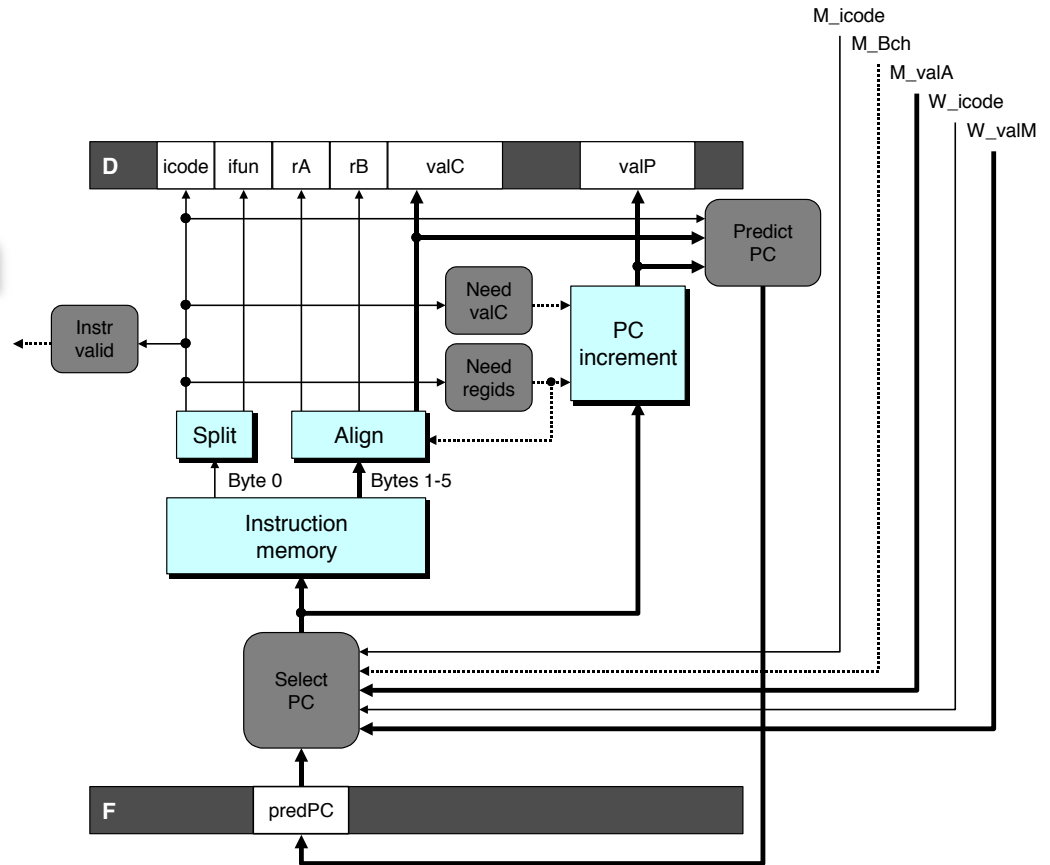 M_icode
M_Bch
M_valA
W_icode
W_valM
D
icode
ifun
rA
rB
valC
valP
Predict
PC
Need
valC
PC
increment
Instr
valid
Need
regids
Split
Align
Byte 0
Bytes 1-5
Instruction
memory
Select
PC
F
predPC